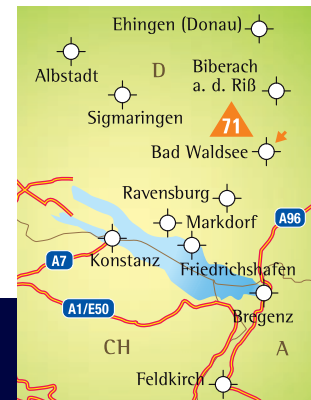 Ehingen (Donau)
Albstadt
D
Biberach
a. d. Riß
Sigmaringen
71
Bad Waldsee
Ravensburg
Markdorf
A96
A7
Konstanz
Friedrichshafen
A1/E50
Bregenz
CH
A
Feldkirch